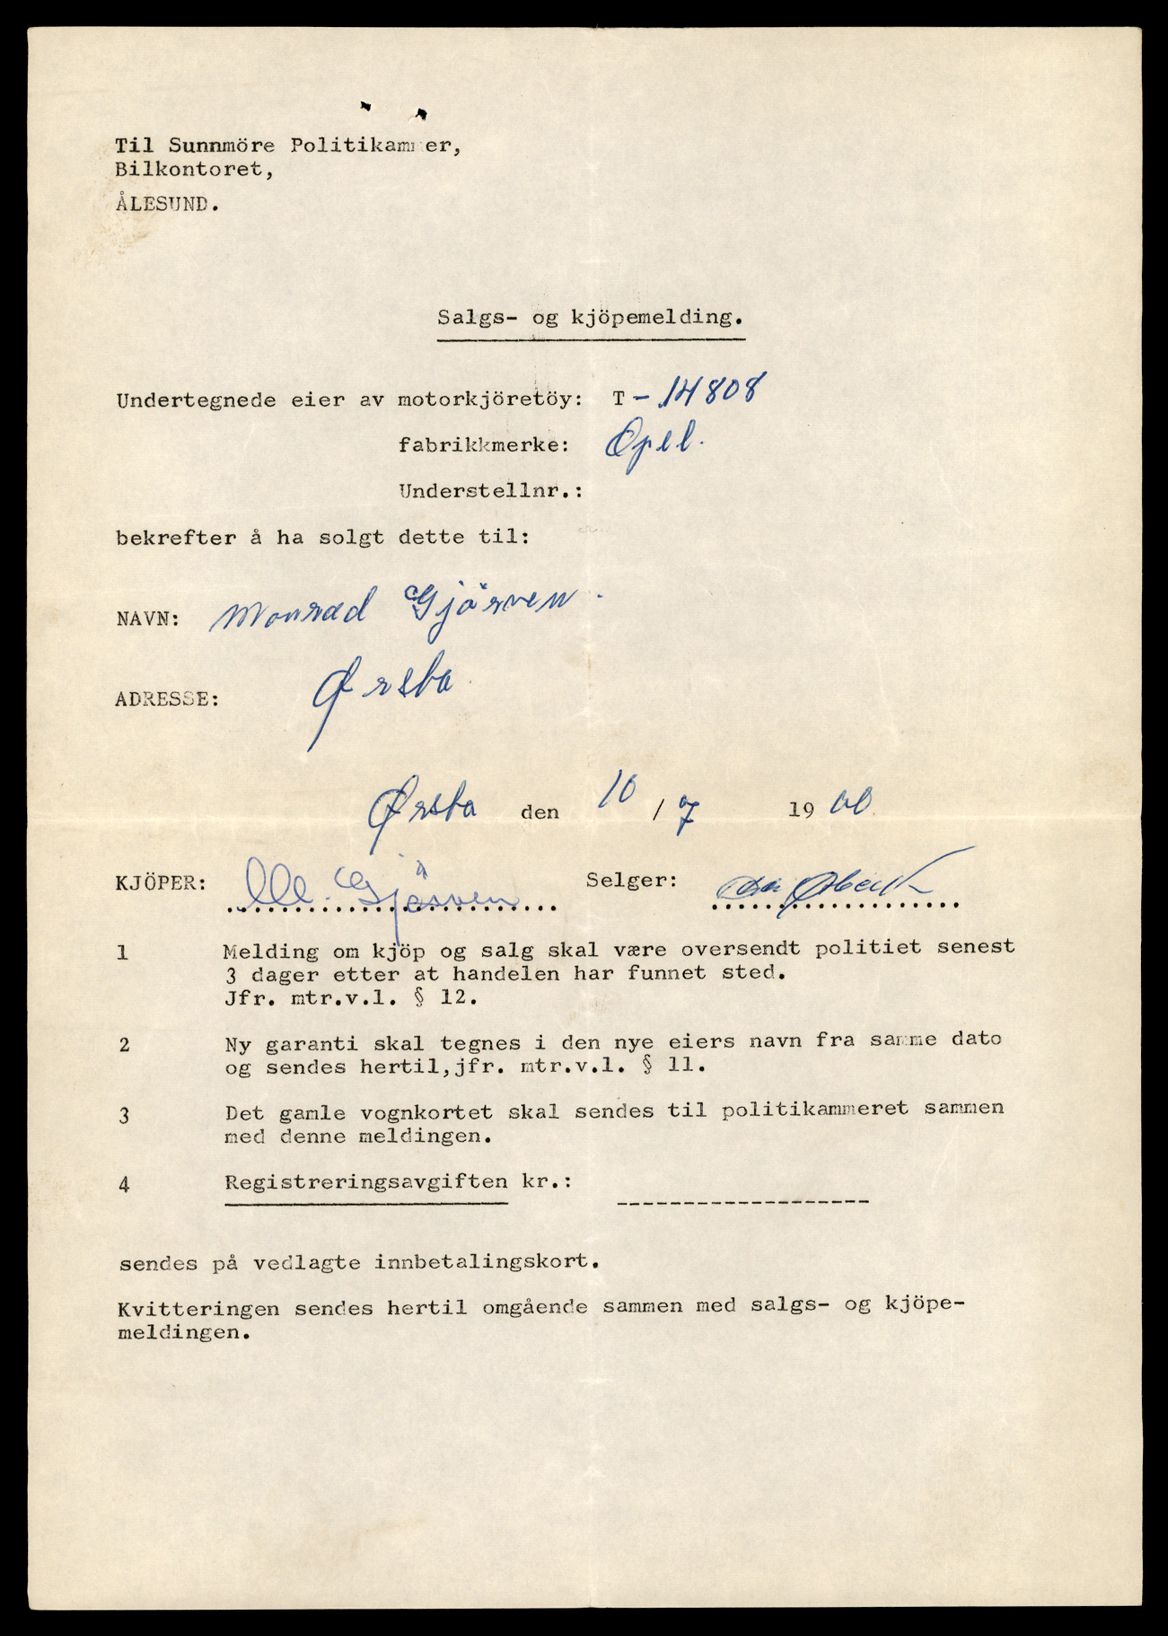 Til Sunnmöre Politikammer,
Bilkontoret,
ÅLESUND.
Salgs- og kjöpemelding.
Undertegnede eier av motorkjöretöy: T - 14808
fabrikkmerke: Opel.
Understellnr.:
bekrefter å ha solgt dette til:
NAVN: Monrad Gjörven.
ADRESSE: Ørsta
Ørsta den 10 / 7 19
KJÖPER: M. Gjörven Selger:
1 Melding om kjöp og salg skal være oversendt politiet senest
3 dager etter at handelen har funnet sted.
Jfr. mtr.v.l. § 12.
2 Ny garanti skal tegnes i den nye eiers navn fra samme dato
og sendes hertil,jfr. mtr.v.l. § 11.
3 Det gamle vognkortet skal sendes til politikammeret sammen
med denne meldingen.
4 Registreringsavgiften kr.:
sendes på vedlagte innbetalingskort.
Kvitteringen sendes hertil omgående sammen med salgs- og kjöpe-
meldingen.